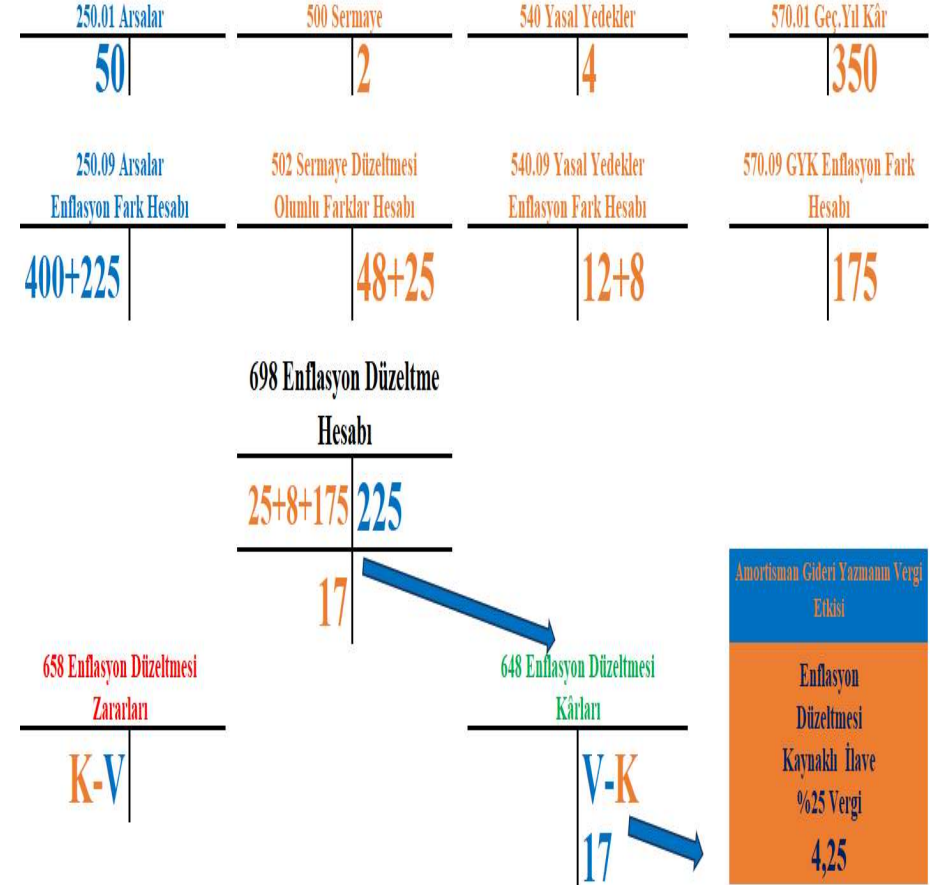 250.01 Arsalar
500 Sermaye
540 Yasal Yedekler
570.01 Geç.Yıl Kâr
50
2
4
350
250.09 Arsalar
Enflasyon Fark Hesabı
502 Sermaye Düzeltmesi
Olumlu Farklar Hesabı
540.09 Yasal Yedekler
Enflasyon Fark Hesabı
570.09 GYK Enflasyon Fark
Hesabı
400+225
48+25
12+8
175
698 Enflasyon Düzeltme
Hesabı
25+8+175
225
17
658 Enflasyon Düzeltmesi
Zararları
K-V
648 Enflasyon Düzeltmesi
Kârları
V-K
17
Amortisman Gideri Yazmanın Vergi
Etkisi
Enflasyon
Düzeltmesi
Kaynaklı İlave
%25 Vergi
4,25